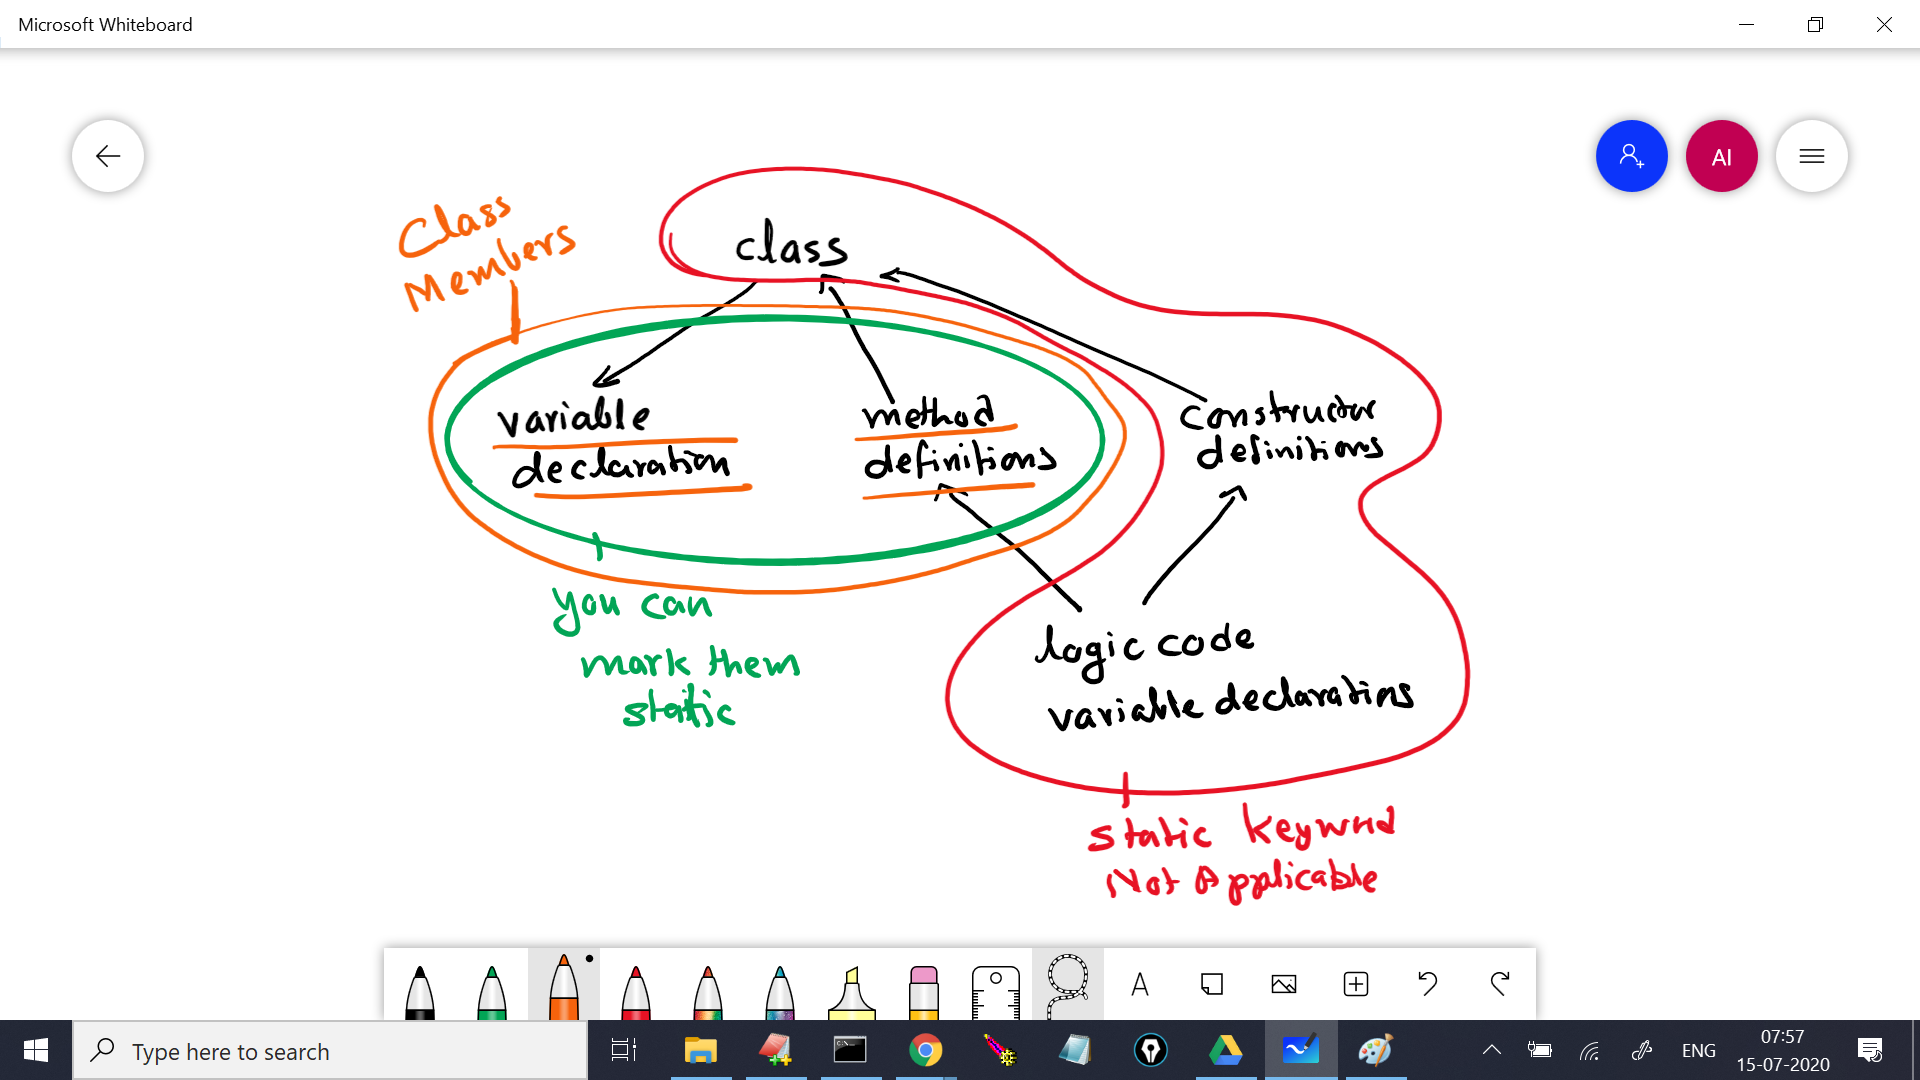 Microsoft Whiteboard
AI
Class
Members
class
variable
declaration
method
definitions
constructor
definitions
you can
mark them
static
logic code
variable declarations
static keyword
Not Applicable
A
Type here to search
ENG
07:57
15-07-2020